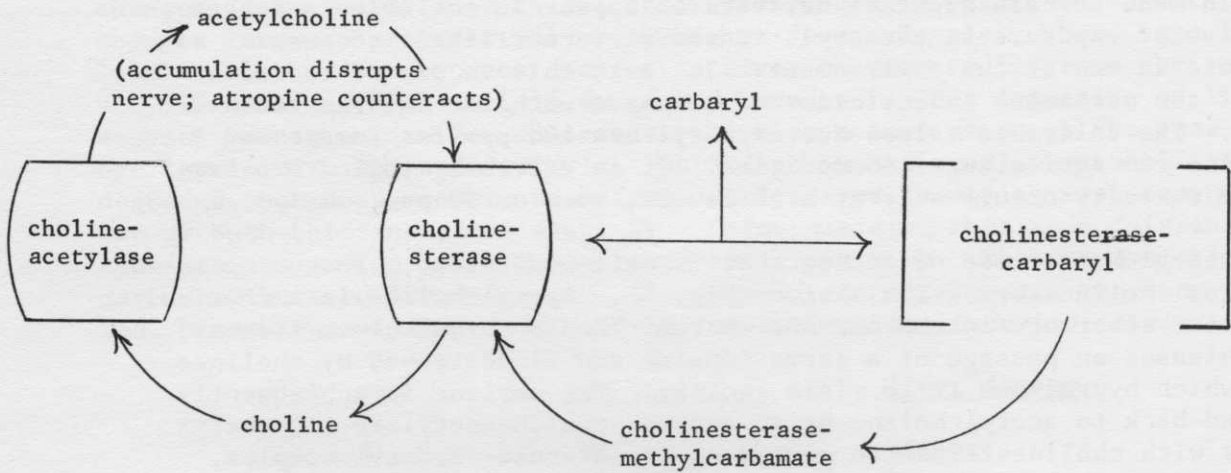 acetylcholine
(accumulation disrupts
nerve; atropine counteracts)
carbaryl
choline-
acetylase
choline-
sterase
cholinesterase-
carbaryl
choline
cholinesterase-
methylcarbamate